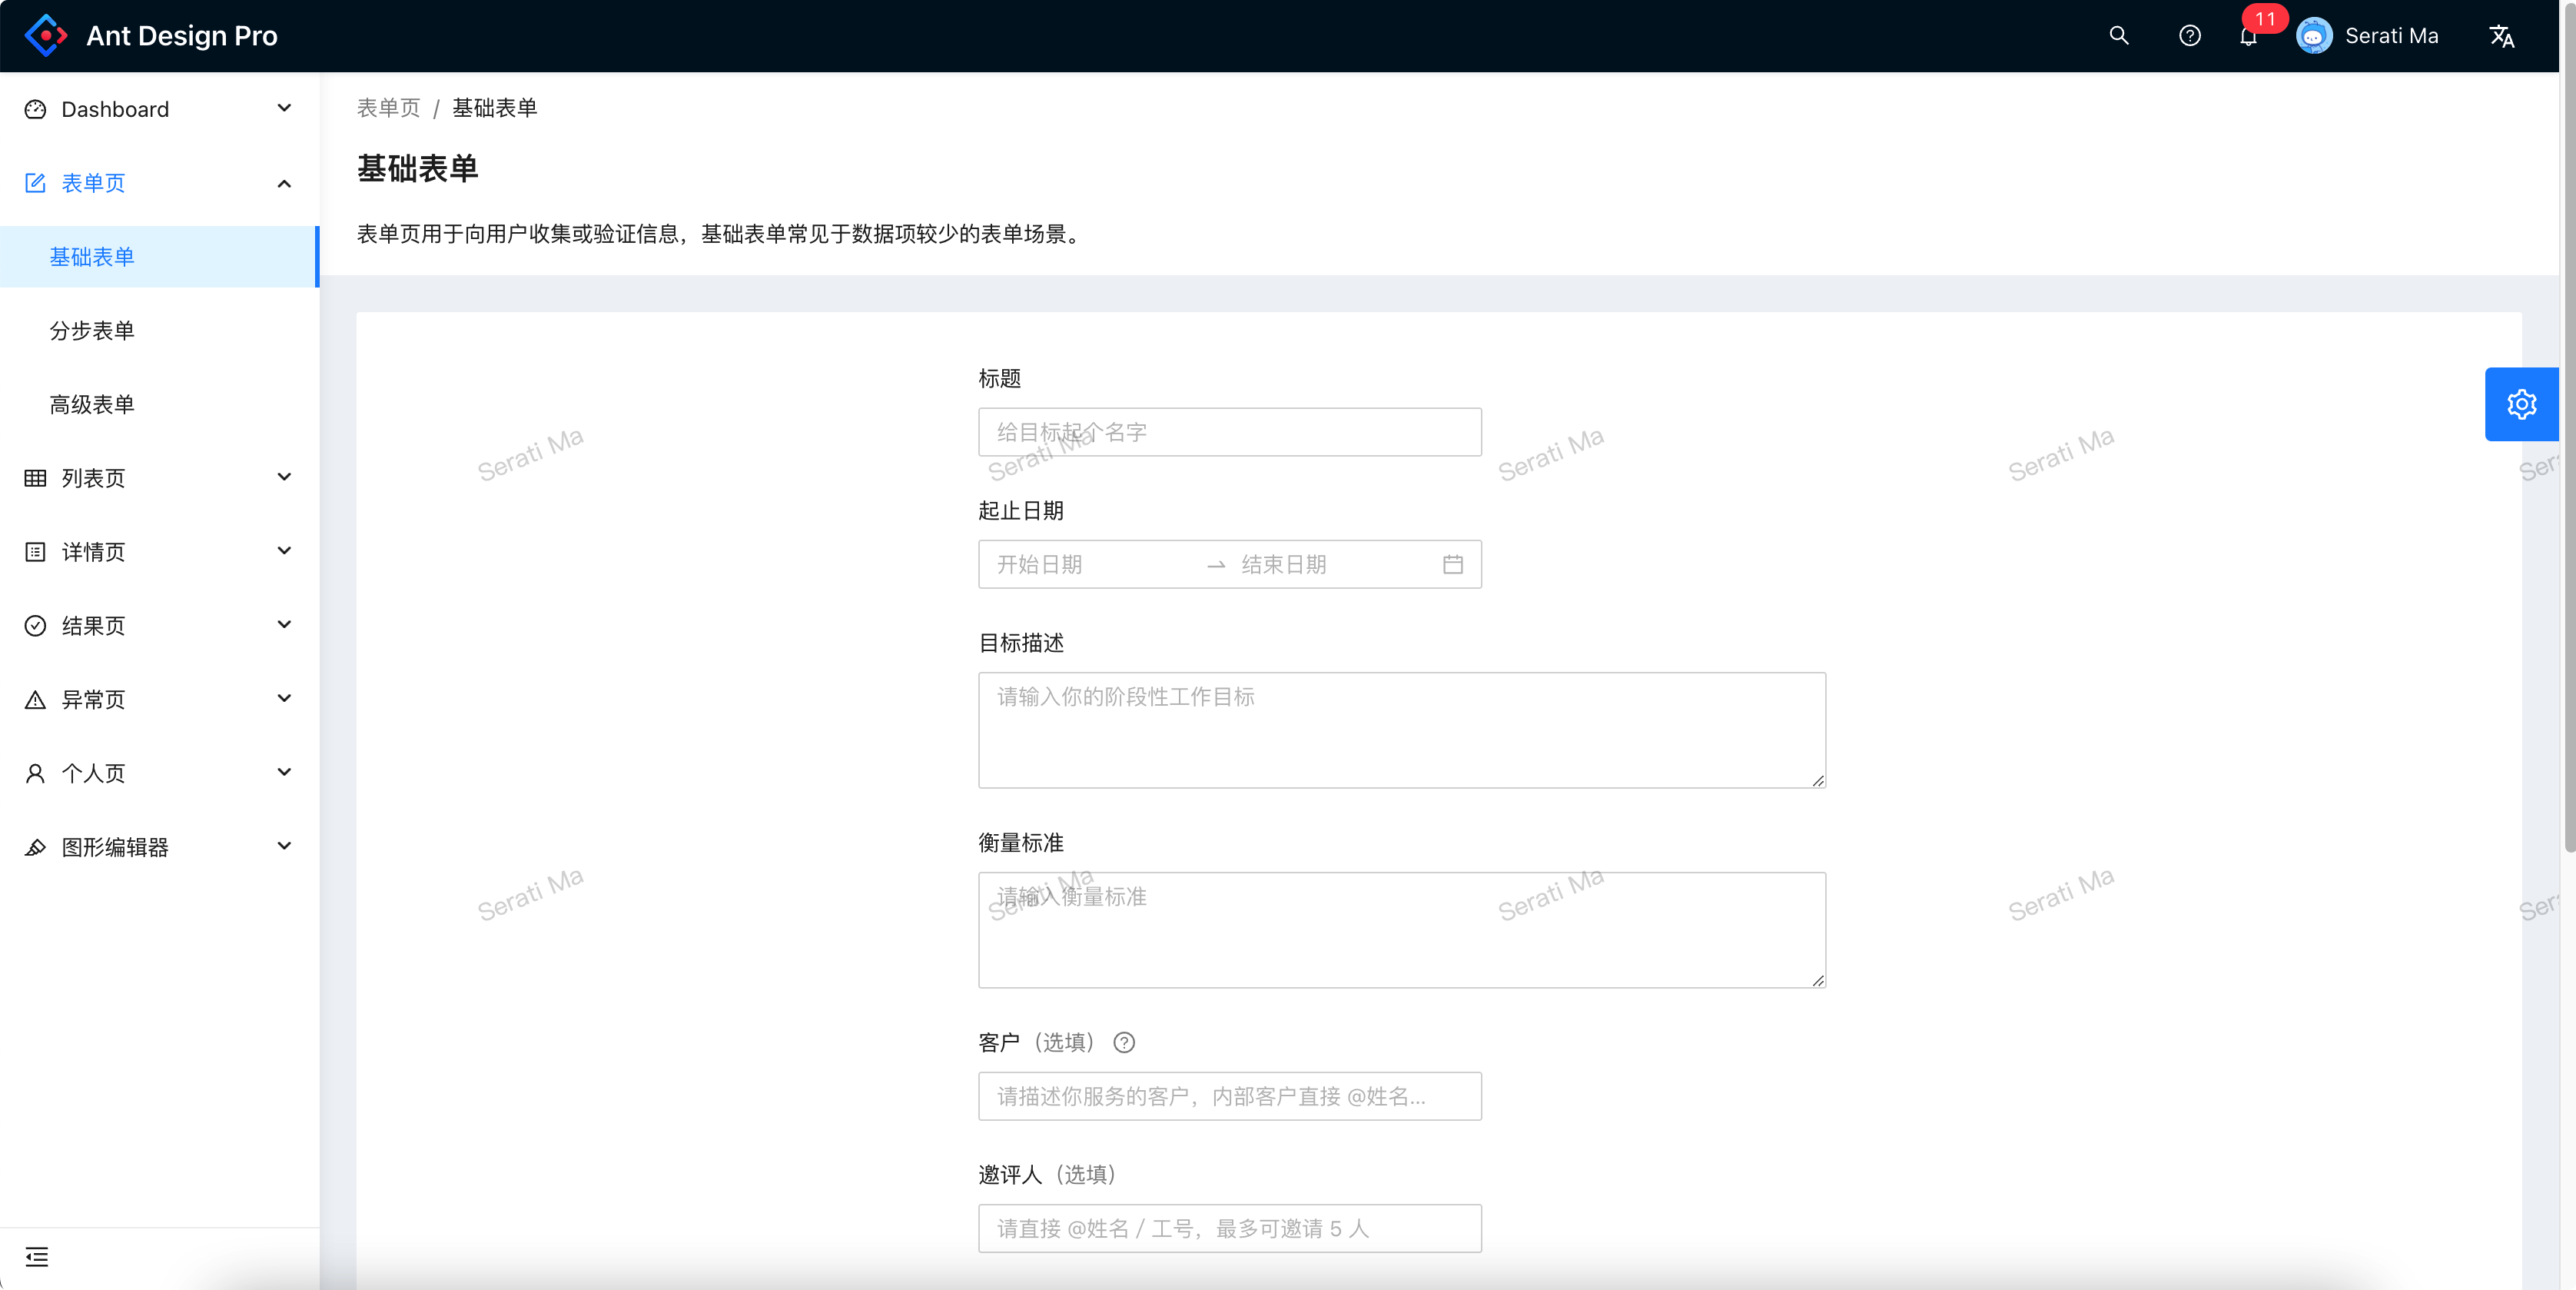 Ant Design Pro
11
Serati Ma
Dashboard
表单页
基础表单
分步表单
高级表单
列表页
详情页
结果页
异常页
个人页
图形编辑器
表单页 / 基础表单
基础表单
表单页用于向用户收集或验证信息，基础表单常见于数据项较少的表单场景。
标题
给目标起个名字
Serati Ma
Serati Ma
Serati Ma
Serati Ma
Ser
起止日期
开始日期
结束日期
目标描述
请输入你的阶段性工作目标
衡量标准
请输入衡量标准
Serati Ma
Serati Ma
Serati Ma
Serati Ma
Ser
客户（选填）
请描述你服务的客户，内部客户直接 @姓名...
邀评人（选填）
请直接 @姓名 / 工号，最多可邀请 5 人